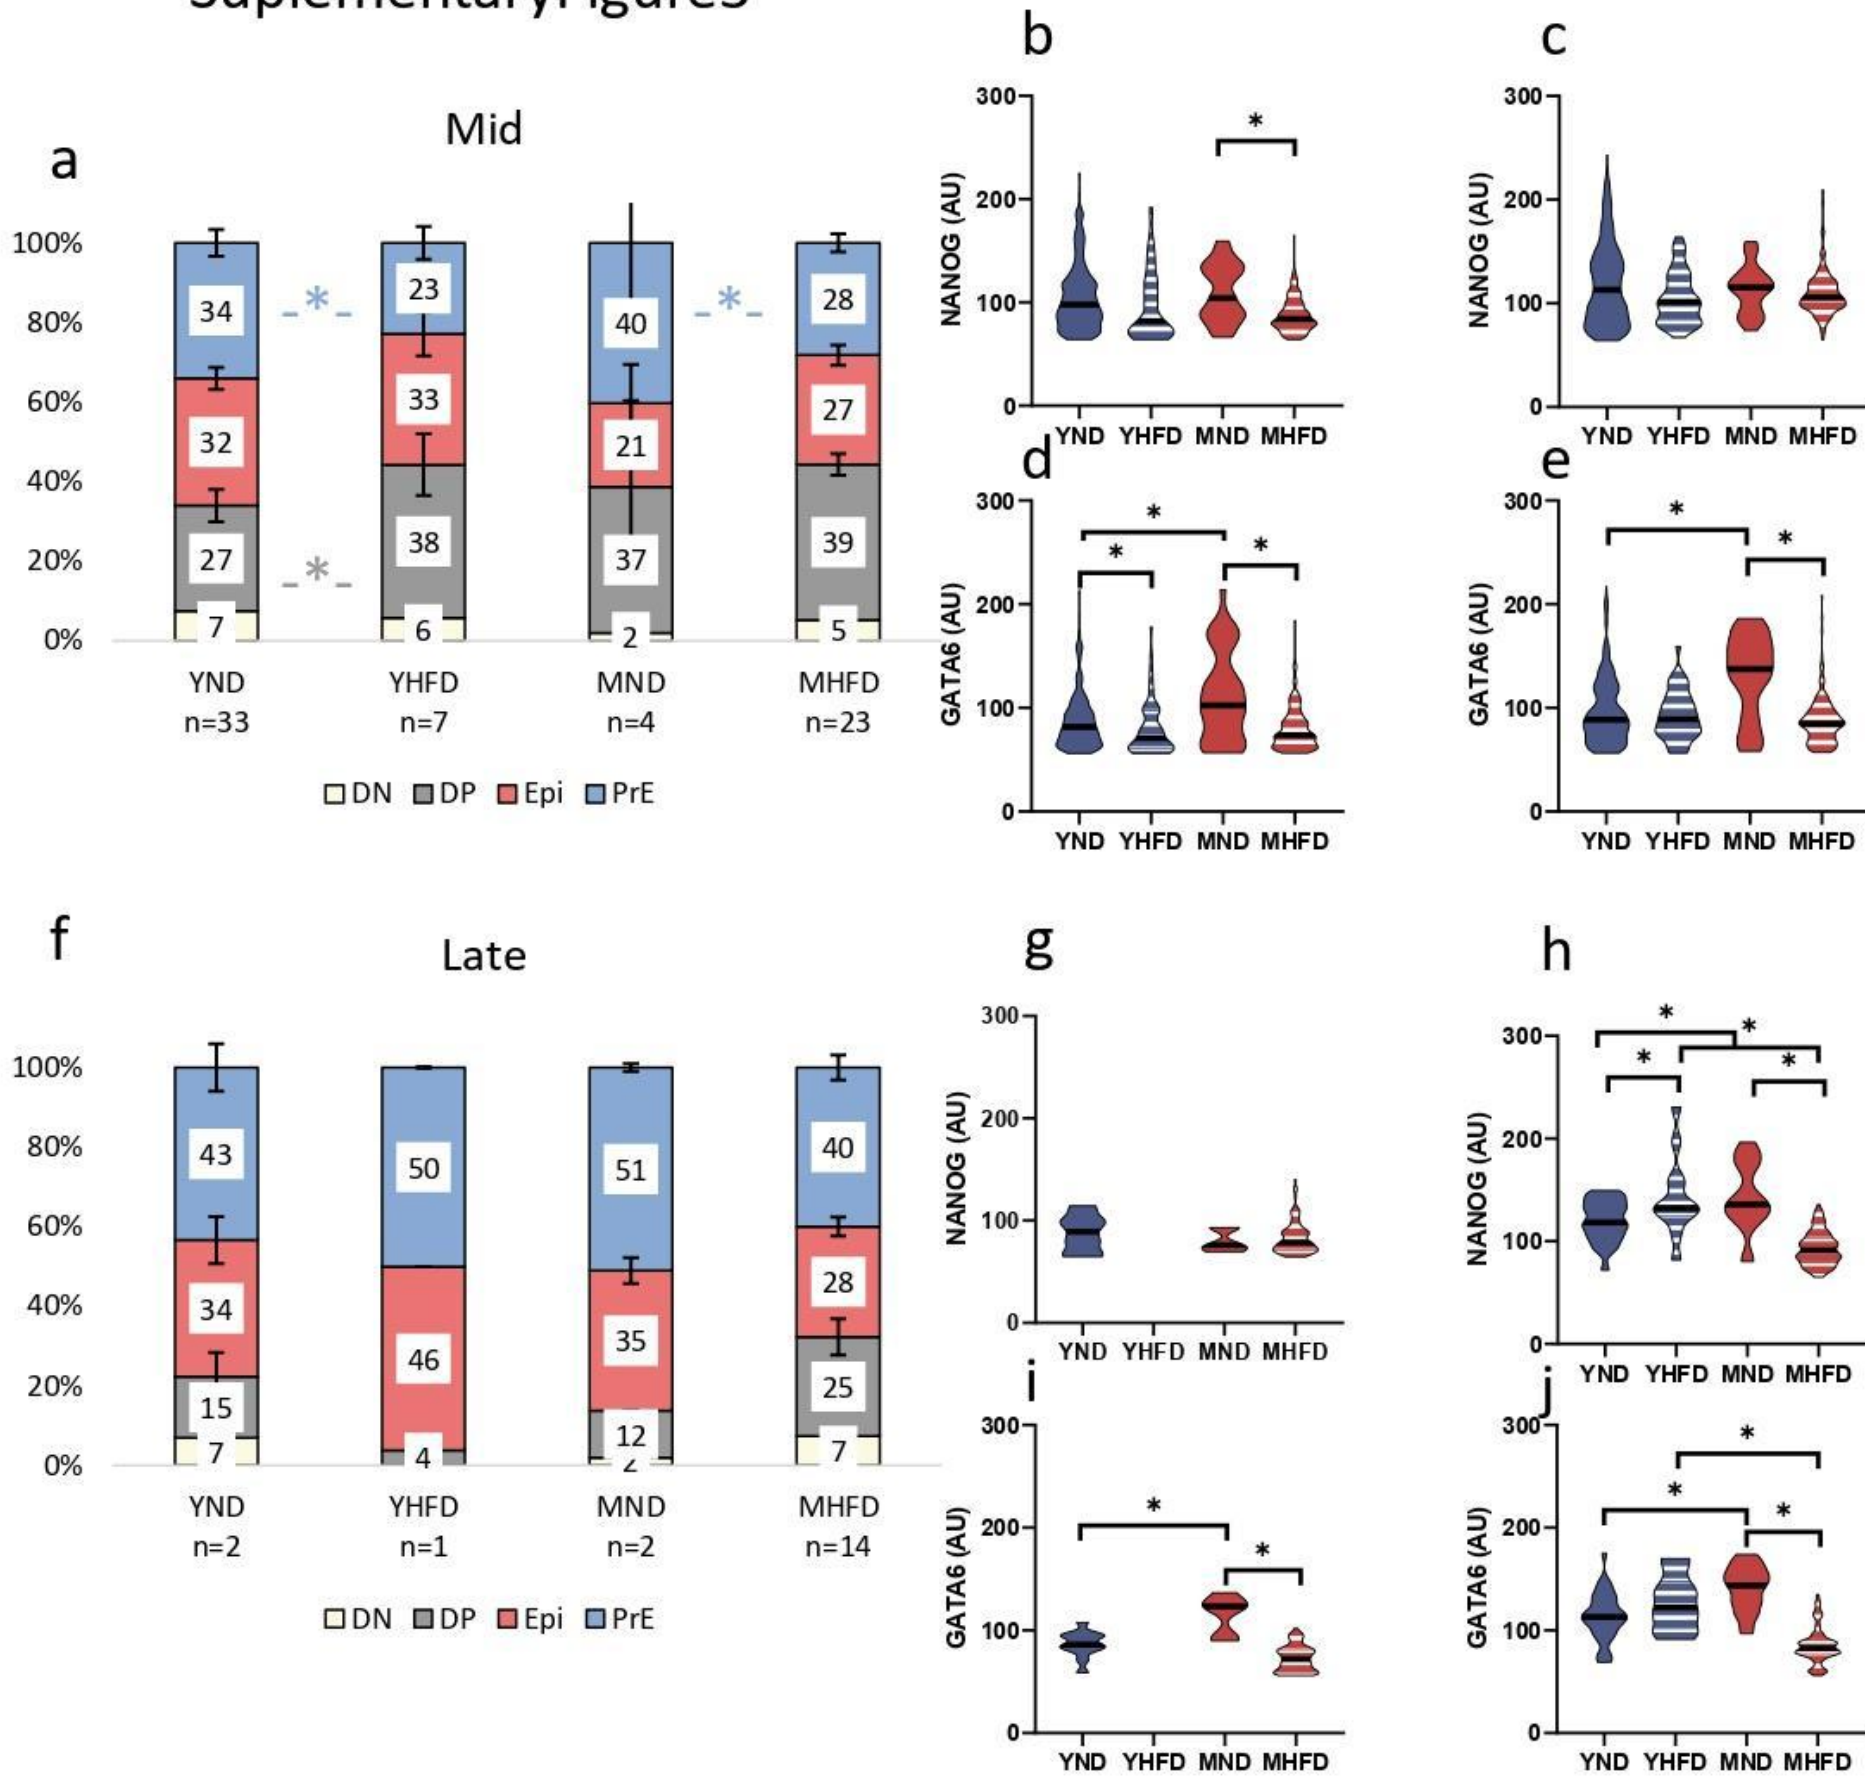 SuplementaryFigure3
a
Mid
100%
80%
60%
40%
20%
0%
34
32
27
7
-*-
-*-
23
33
38
6
40
21
37
2
-*-
28
27
39
5
YND
n=33
YHFD
n=7
MND
n=4
MHFD
n=23
DN DP Epi PrE
b
NANOG (AU)
300
200
100
0
*
YND YHFD MND MHFD
c
NANOG (AU)
300
200
100
0
YND YHFD MND MHFD
d
GATA6 (AU)
300
200
100
0
*
*
*
YND YHFD MND MHFD
e
GATA6 (AU)
300
200
100
0
*
*
YND YHFD MND MHFD
f
Late
100%
80%
60%
40%
20%
0%
43
34
15
7
50
46
4
51
35
12
2
40
28
25
7
YND
n=2
YHFD
n=1
MND
n=2
MHFD
n=14
DN DP Epi PrE
g
NANOG (AU)
300
200
100
0
YND YHFD MND MHFD
h
NANOG (AU)
300
200
100
0
*
*
*
*
YND YHFD MND MHFD
i
GATA6 (AU)
300
200
100
0
*
*
YND YHFD MND MHFD
j
GATA6 (AU)
300
200
100
0
*
*
*
YND YHFD MND MHFD